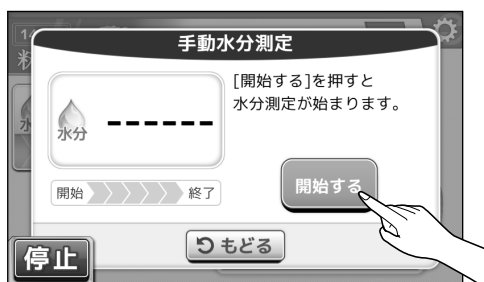 14
手動水分測定
[開始する]を押すと
水分測定が始まります。
水分
------
開始
終了
開始する
もどる
停止